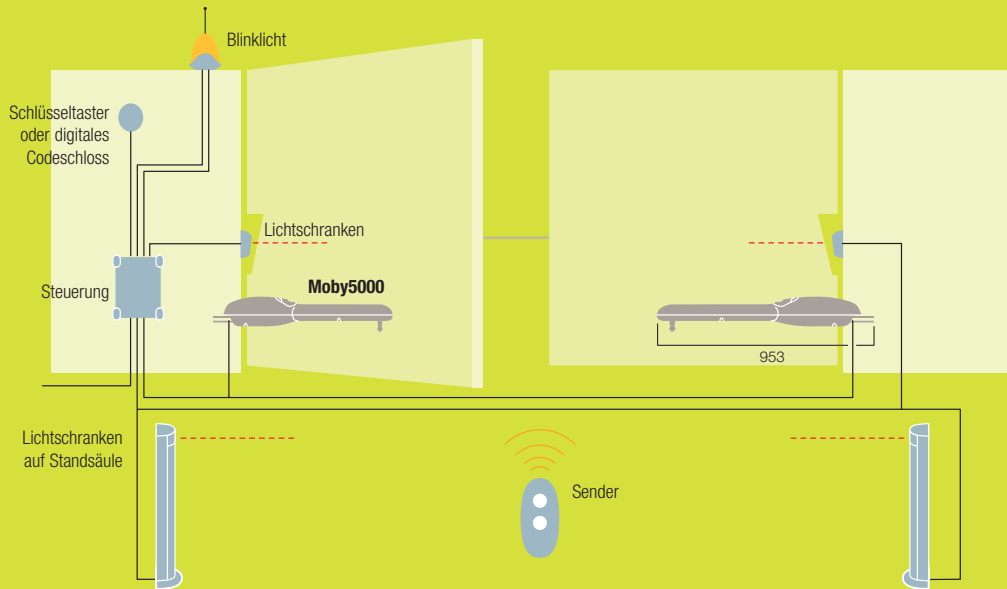 Blinklicht
Schlüsseltaster
oder digitales
Codeschloss
Lichtschranken
Steuerung
Moby5000
953
Lichtschranken
auf Standsäule
Sender